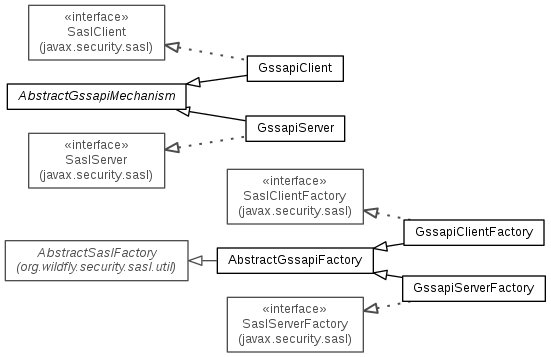 «interface»
SaslClient
(javax.security.sasl)
GssapiClient
AbstractGssapiMechanism
GssapiServer
«interface»
SaslServer
(javax.security.sasl)
«interface»
SaslClientFactory
(javax.security.sasl)
GssapiClientFactory
AbstractSaslFactory
(org.wildfly.security.sasl.util)
AbstractGssapiFactory
GssapiServerFactory
«interface»
SaslServerFactory
(javax.security.sasl)